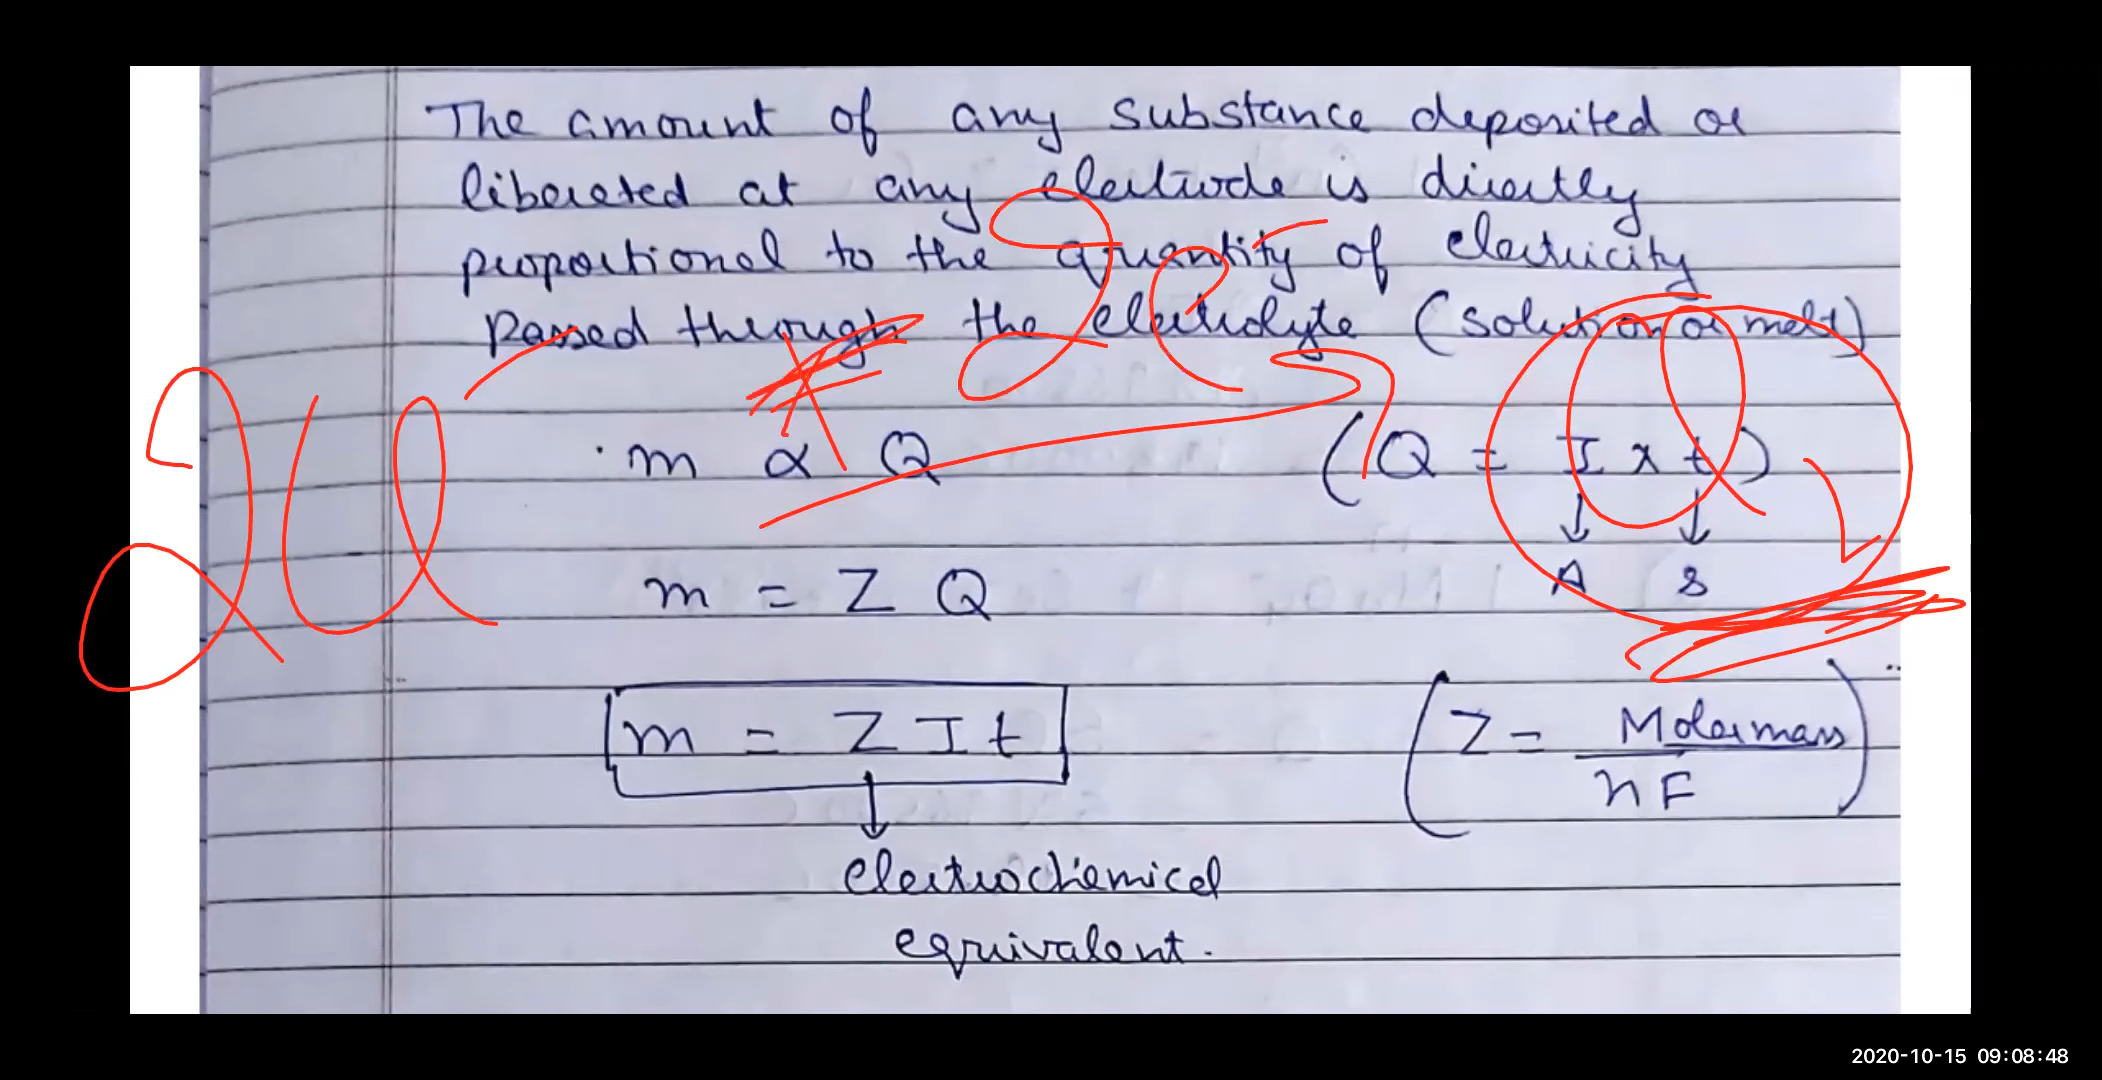 The amount of any substance deposited or
liberated at any electrode is directly
proportional to the quantity of electricity
Passed through the electrolyte (solution or melt)
m ∝ Q (Q = I x t)
A S
m = Z Q
m = Z I t (Z = Molar mass / nF)
electrochemical
equivalent.
2020-10-15 09:08:48